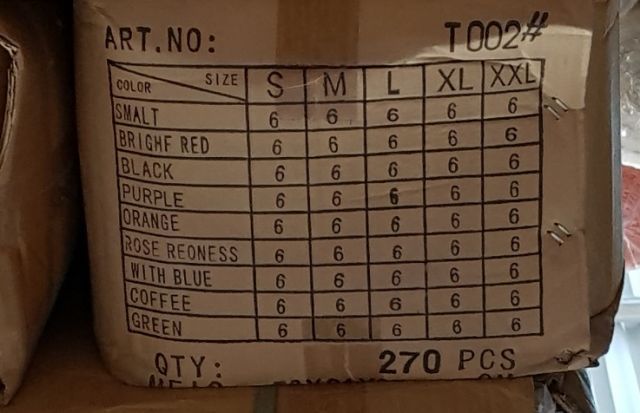 ART.NO: T002#
COLOR SIZE S M L XL XXL
SMALT 6 6 6 6 6
BRIGHF RED 6 6 6 6 6
BLACK 6 6 6 6 6
PURPLE 6 6 6 6 6
ORANGE 6 6 6 6 6
ROSE REONESS 6 6 6 6 6
WITH BLUE 6 6 6 6 6
COFFEE 6 6 6 6 6
GREEN 6 6 6 6 6
QTY: 270 PCS